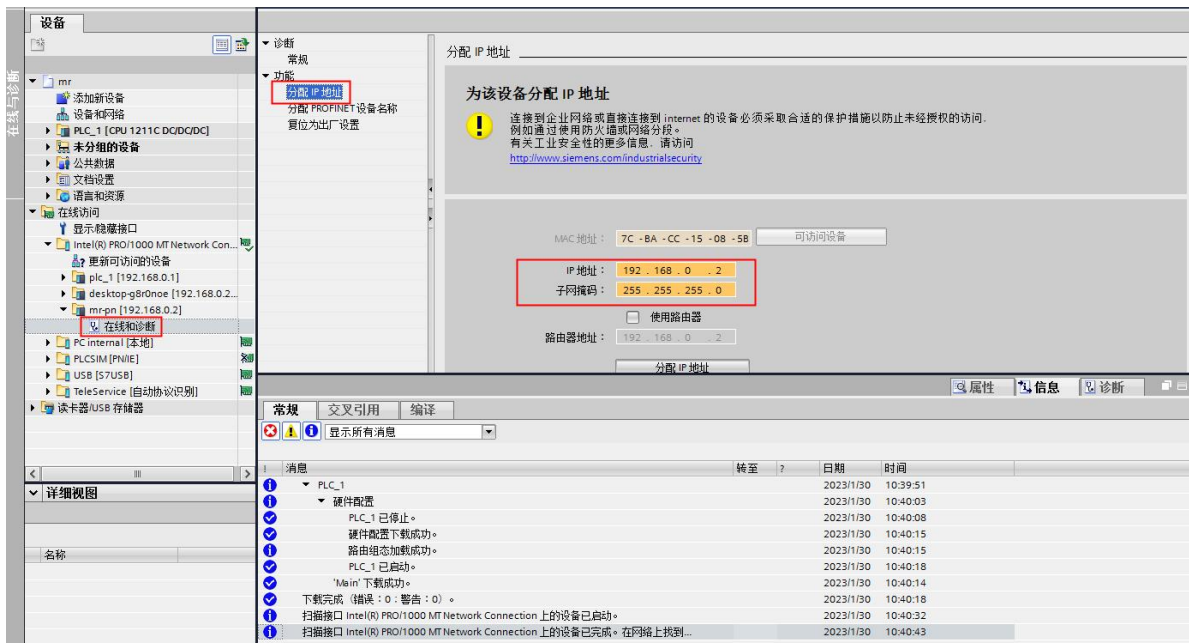 设备
在线与诊断
mr
添加新设备
设备和网络
PLC_1 [CPU 1211C DC/DC/DC]
未分组的设备
公共数据
文档设置
语言和资源
在线访问
显示/隐藏接口
Intel(R) PRO/1000 MT Network Con...
更新可访问的设备
plc_1 [192.168.0.1]
desktop-g8r0noe [192.168.0.2...
mr-pn [192.168.0.2]
在线和诊断
PC internal [本地]
PLCSIM [PN/IE]
USB [S7USB]
TeleService [自动协议识别]
读卡器/USB 存储器
详细视图
名称
诊断
常规
功能
分配 IP 地址
分配 PROFINET 设备名称
复位为出厂设置
分配 IP 地址
为该设备分配 IP 地址
连接到企业网络或直接连接到 internet 的设备必须采取合适的保护措施以防止未经授权的访问.
例如通过使用防火墙或网络分段。
有关工业安全性的更多信息. 请访问
http://www.siemens.com/industrialsecurity
MAC 地址： 7C -BA -CC -15 -08 -5B 可访问设备
IP 地址： 192 . 168 . 0 . 2
子网掩码： 255 . 255 . 255 . 0
使用路由器
路由器地址： 192 . 168 . 0 . 2
分配 IP 地址
属性 信息 诊断
常规 交叉引用 编译
显示所有消息
! 消息 转至 ? 日期 时间
PLC_1 2023/1/30 10:39:51
硬件配置 2023/1/30 10:40:03
PLC_1 已停止。 2023/1/30 10:40:08
硬件配置下载成功。 2023/1/30 10:40:15
路由组态加载成功。 2023/1/30 10:40:15
PLC_1 已启动。 2023/1/30 10:40:18
'Main' 下载成功。 2023/1/30 10:40:14
下载完成（错误：0；警告：0）。 2023/1/30 10:40:18
扫描接口 Intel(R) PRO/1000 MT Network Connection 上的设备已启动。 2023/1/30 10:40:32
扫描接口 Intel(R) PRO/1000 MT Network Connection 上的设备已完成。在网络上找到... 2023/1/30 10:40:43